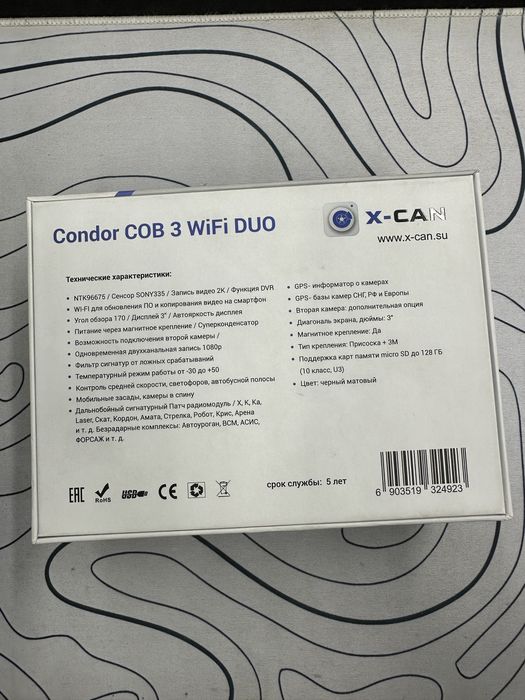 Condor COB 3 WiFi DUO
X-CAN
www.x-can.su
Технические характеристики:
• NTK96675 / Сенсор SONY335 / Запись видео 2K / Функция DVR
• WI-FI для обновления ПО и копирования видео на смартфон
• Угол обзора 170 / Дисплей 3" / Автояркость дисплея
• Питание через магнитное крепление / Суперконденсатор
• Возможность подключения второй камеры /
• Одновременная двухканальная запись 1080p
• Фильтр сигнатур от ложных срабатываний
• Температурный режим работы от -30 до +50
• Контроль средней скорости, светофоров, автобусной полосы
• Мобильные засады, камеры в спину
• Дальнобойный сигнатурный Патч радиомодуль / X, K, Ka,
Laser, Скат, Кордон, Амата, Стрелка, Робот, Крис, Арена
и т. д. Безрадарные комплексы: Автоураган, ВСМ, АСИС,
ФОРСАЖ и т. д.
• GPS- информатор о камерах
• GPS- базы камер СНГ, РФ и Европы
• Вторая камера: дополнительная опция
• Диагональ экрана, дюймы: 3"
• Магнитное крепление: Да
• Тип крепления: Присоска + 3М
• Поддержка карт памяти micro SD до 128 ГБ
(10 класс, U3)
• Цвет: черный матовый
EAC
RoHS
USB
CE
срок службы: 5 лет
6 903519 324923